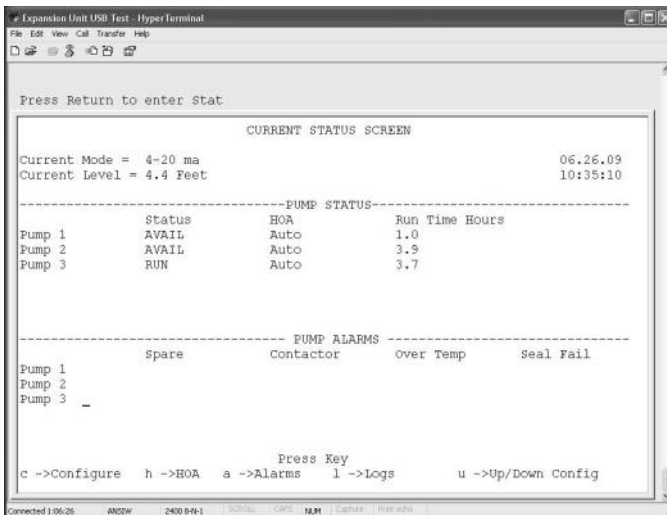 Expansion Unit USB Test - HyperTerminal
File Edit View Call Transfer Help
Press Return to enter Stat
CURRENT STATUS SCREEN
Current Mode = 4-20 ma 06.26.09
Current Level = 4.4 Feet 10:35:10
PUMP STATUS
Status HOA Run Time Hours
Pump 1 AVAIL Auto 1.0
Pump 2 AVAIL Auto 3.9
Pump 3 RUN Auto 3.7
PUMP ALARMS
Spare Contactor Over Temp Seal Fail
Pump 1
Pump 2
Pump 3 _
Press Key
c ->Configure h ->HOA a ->Alarms l ->Logs u ->Up/Down Config
Connected 1:06:26 ANSIW 2400 8-N-1 SCROLL CAPS NUM Capture Print echo